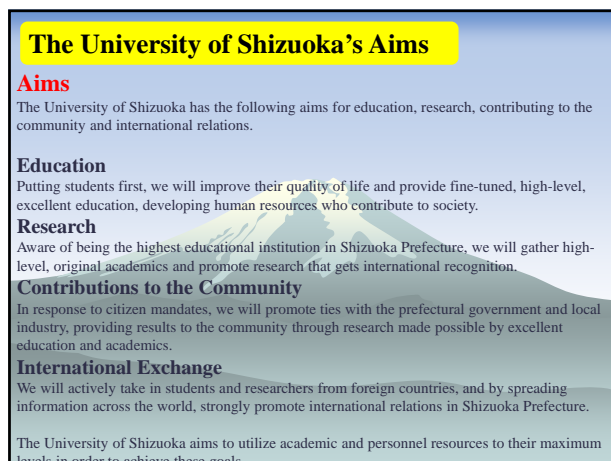 The University of Shizuoka's Aims
Aims
The University of Shizuoka has the following aims for education, research, contributing to the
community and international relations.
Education
Putting students first, we will improve their quality of life and provide fine-tuned, high-level,
excellent education, developing human resources who contribute to society.
Research
Aware of being the highest educational institution in Shizuoka Prefecture, we will gather high-
level, original academics and promote research that gets international recognition.
Contributions to the Community
In response to citizen mandates, we will promote ties with the prefectural government and local
industry, providing results to the community through research made possible by excellent
education and academics.
International Exchange
We will actively take in students and researchers from foreign countries, and by spreading
information across the world, strongly promote international relations in Shizuoka Prefecture.
The University of Shizuoka aims to utilize academic and personnel resources to their maximum
levels in order to achieve these goals.